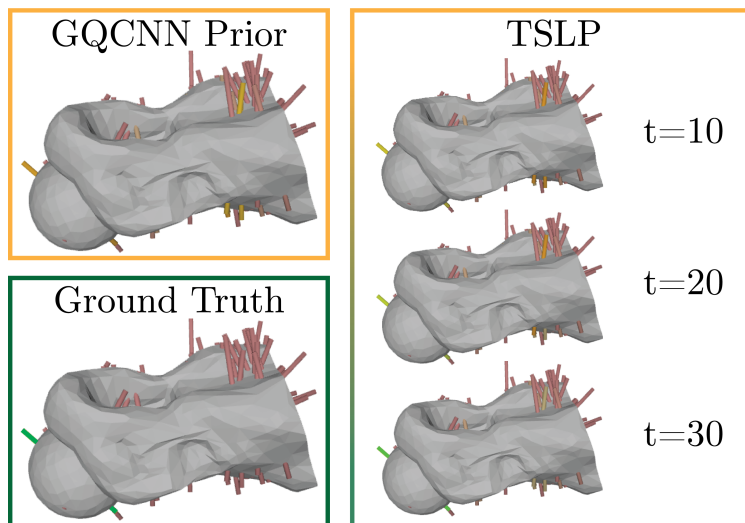 GQCNN Prior
Ground Truth
TSLP
t=10
t=20
t=30